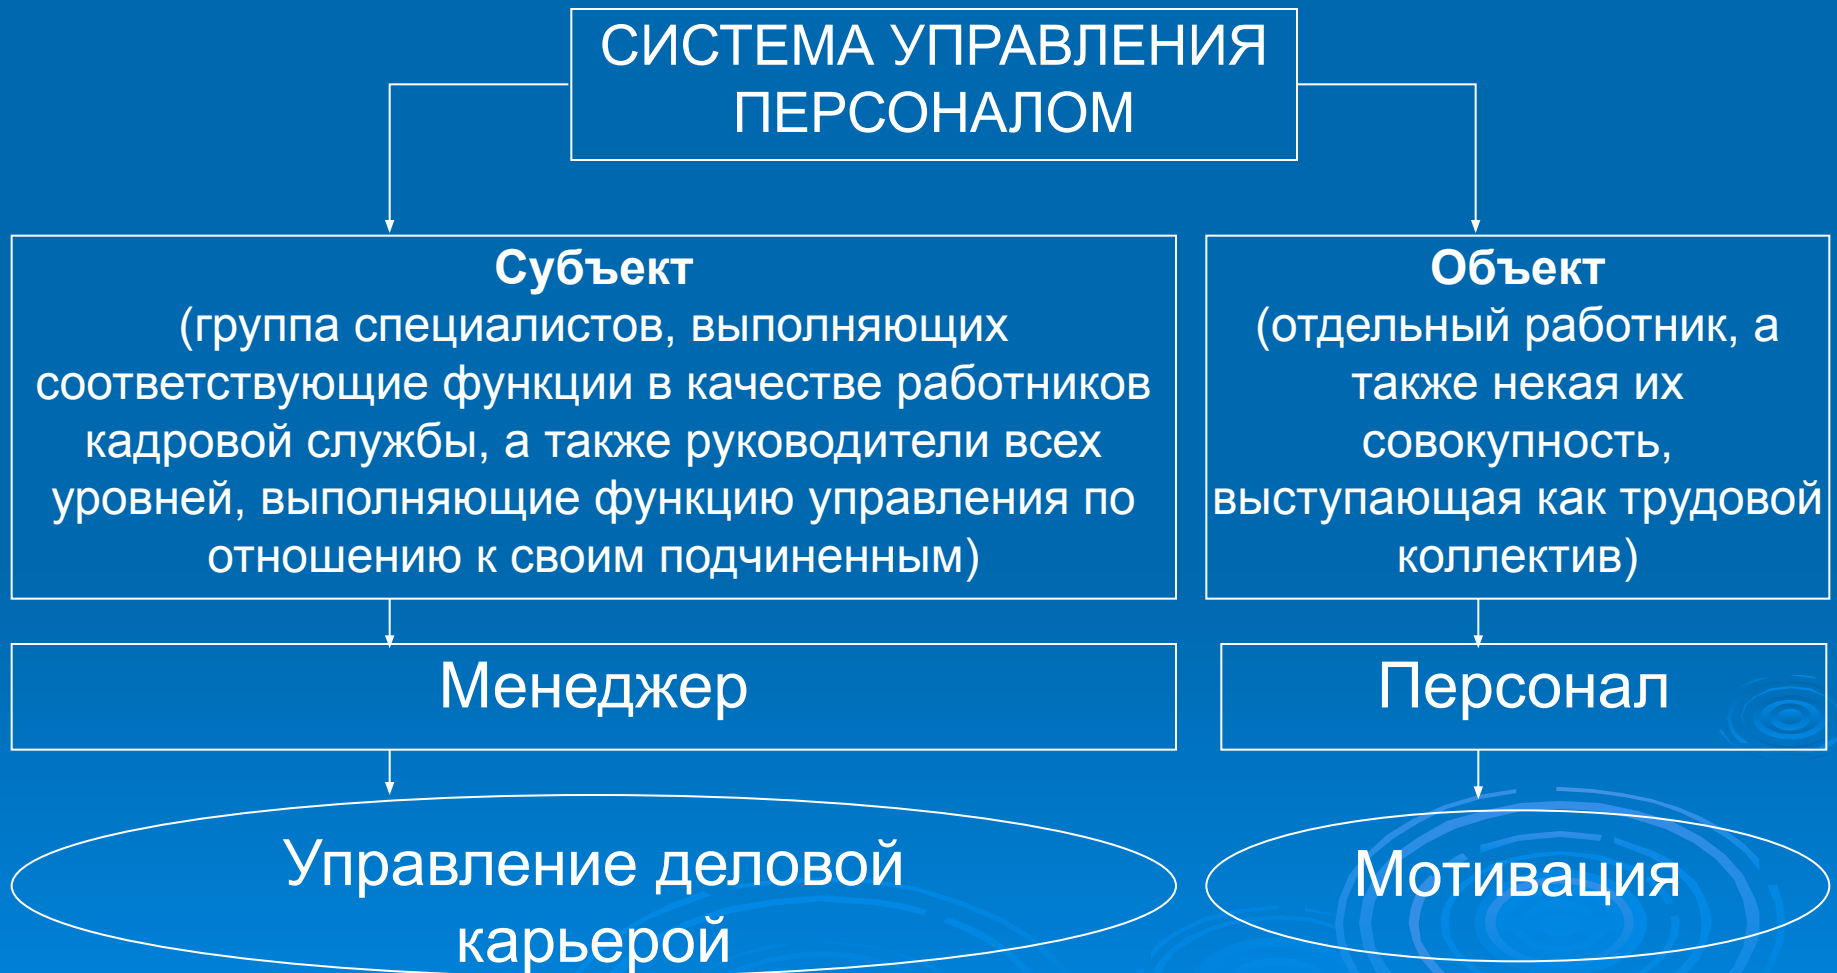 СИСТЕМА УПРАВЛЕНИЯ
ПЕРСОНАЛОМ
Субъект
(группа специалистов, выполняющих
соответствующие функции в качестве работников
кадровой службы, а также руководители всех
уровней, выполняющие функцию управления по
отношению к своим подчиненным)
Объект
(отдельный работник, а
также некая их
совокупность,
выступающая как трудовой
коллектив)
Менеджер
Персонал
Управление деловой
карьерой
Мотивация